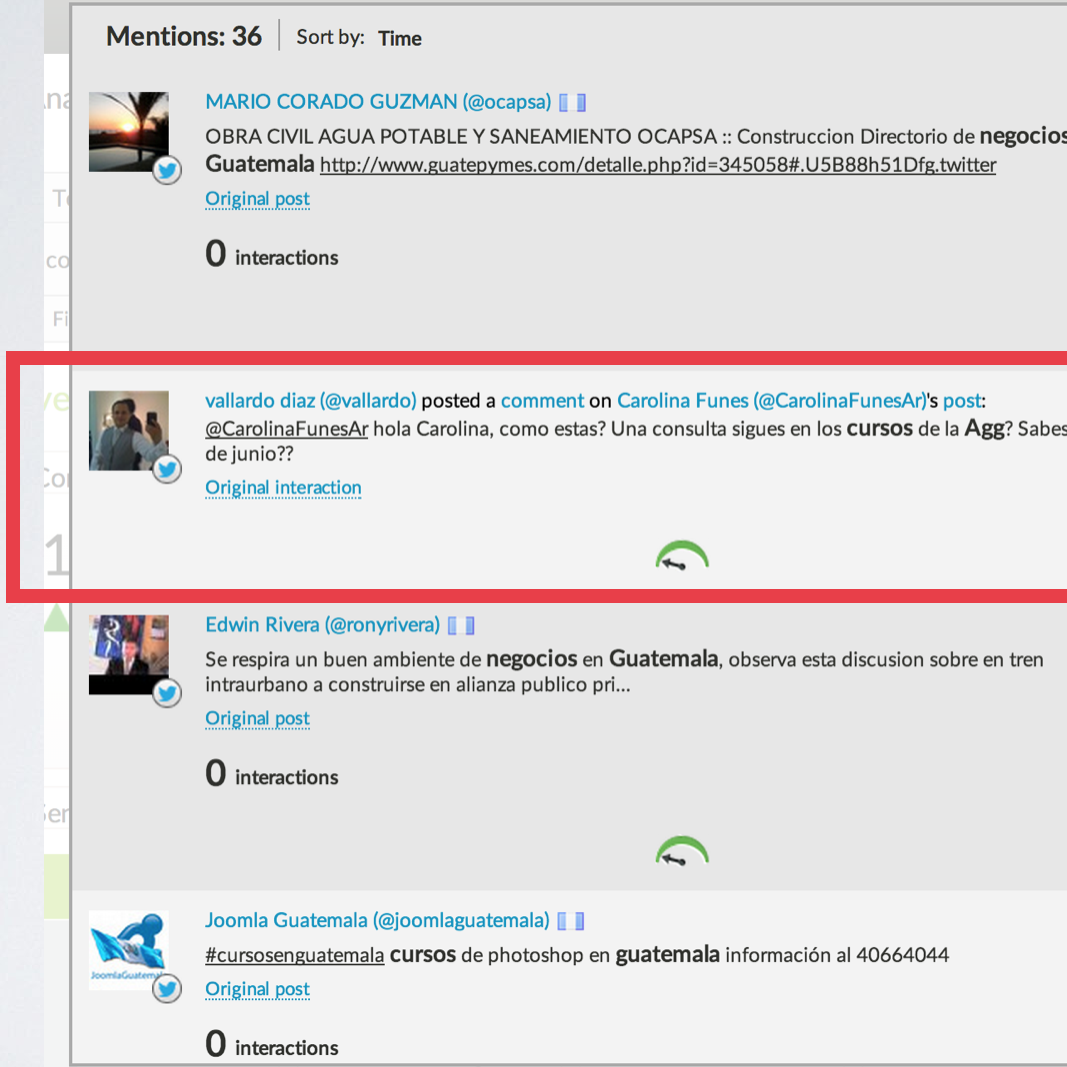 Mentions: 36 Sort by: Time
MARIO CORADO GUZMAN (@ocapsa)
OBRA CIVIL AGUA POTABLE Y SANEAMIENTO OCAPSA :: Construccion Directorio de negocios
Guatemala http://www.guatepymes.com/detalle.php?id=345058#.U5B88h51Dfg.twitter
Original post
0 interactions
vallardo diaz (@vallardo) posted a comment on Carolina Funes (@CarolinaFunesAr)'s post:
@CarolinaFunesAr hola Carolina, como estas? Una consulta sigues en los cursos de la Agg? Sabes
de junio??
Original interaction
Edwin Rivera (@ronyrivera)
Se respira un buen ambiente de negocios en Guatemala, observa esta discusion sobre en tren
intraurbano a construirse en alianza publico pri...
Original post
0 interactions
Joomla Guatemala (@joomlaguatemala)
#cursosenguatemala cursos de photoshop en guatemala información al 40664044
JoomlaGuatemala
Original post
0 interactions